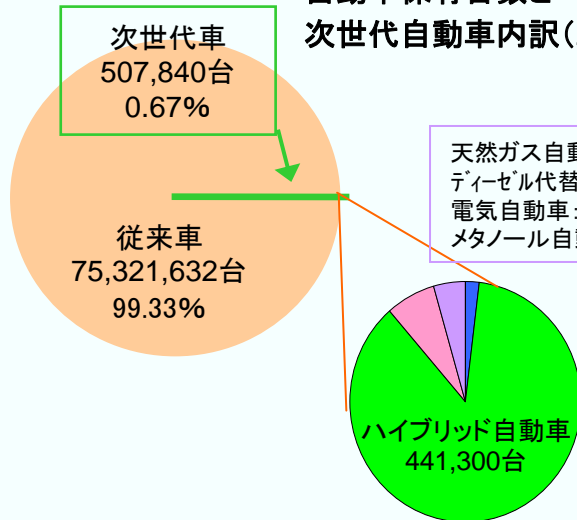 次世代自動車内訳(
次世代車
507,840台
0.67%
従来車
75,321,632台
99.33%
天然ガス自動
ディーゼル代替
電気自動車:
メタノール自動
ハイブリッド自動車
441,300台